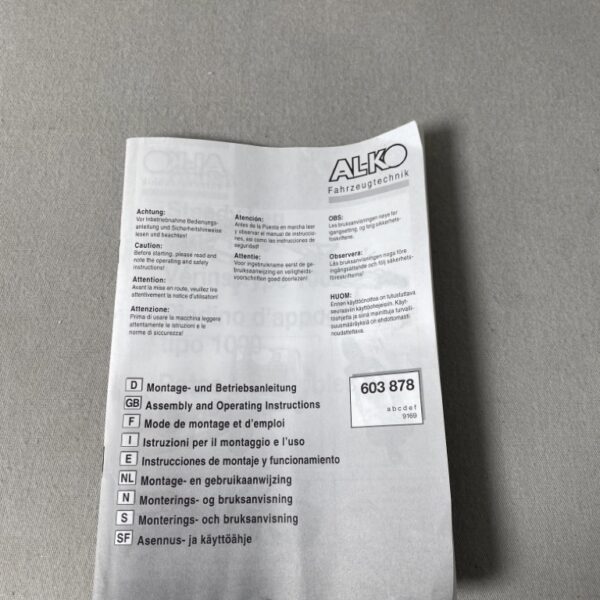 AL-KO
Fahrzeugtechnik
Achtung:
Vor Inbetriebnahme Bedienungs-
anleitung und Sicherheitshinweise
lesen und beachten!
Caution:
Before starting, please read and
note the operating and safety
instructions!
Attention:
Avant la mise en route, veuillez lire
attentivement la notice d'utilisation!
Attenzione:
Prima di usare la macchina leggere
attentamente le istruzioni e le
norme di sicurezza!
Atención:
Antes de la Puesta en marcha leer
y observar el manual de instruccio-
nes, asi como las instrucciones de
seguridad!
Attentie:
Voor ingebruikname eerst de ge-
bruiksaanwijzing en veiligheids-
voorschriften goed doorlezen!
OBS:
Les bruksanvisningen nøye før
igangsetting, og følg sikkerhets-
forskriftene.
Observera:
Läs bruksanvisningen noga före
ingångsättande och följ säkerhets-
föreskrifterna!
HUOM:
Ennen käyttöönottoa on tutustuttava
seuraaviin käyttöohjeisiin. Käyt-
töohjetta ja siinä mainittuja turvalli-
suusmääräyksiä on ehdottomasti
noudatettava.
D Montage- und Betriebsanleitung
GB Assembly and Operating Instructions
F Mode de montage et d'emploi
I Istruzioni per il montaggio e l'uso
E Instrucciones de montaje y funcionamiento
NL Montage- en gebruikaanwijzing
N Monterings- og bruksanvisning
S Monterings- och bruksanvisning
SF Asennus- ja käyttöähje
603 878
a b c d e f
9169